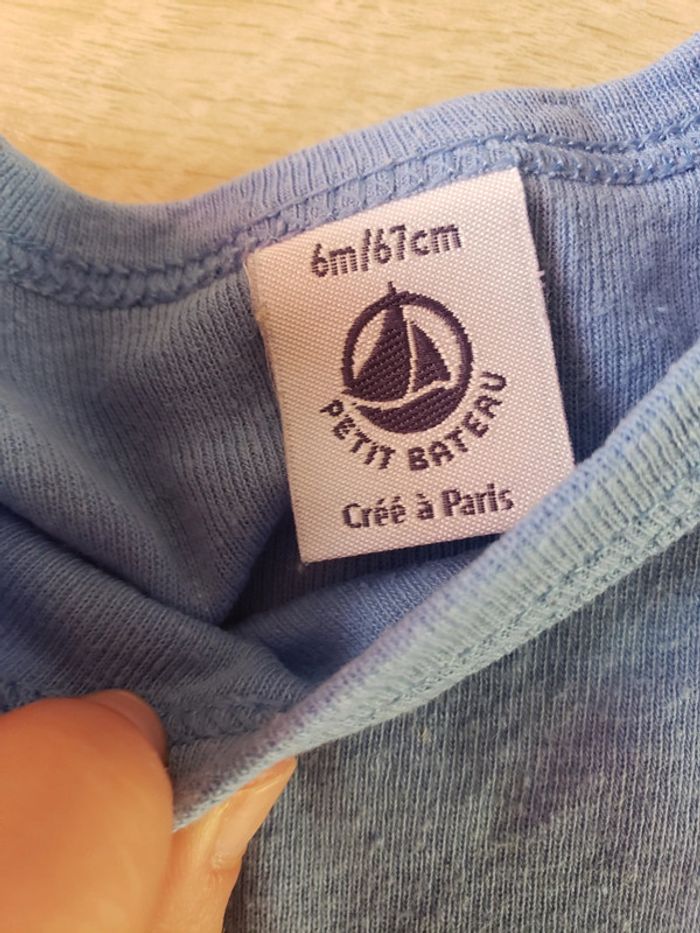 6m/67cm
PETIT BATEAU
Créé à Paris